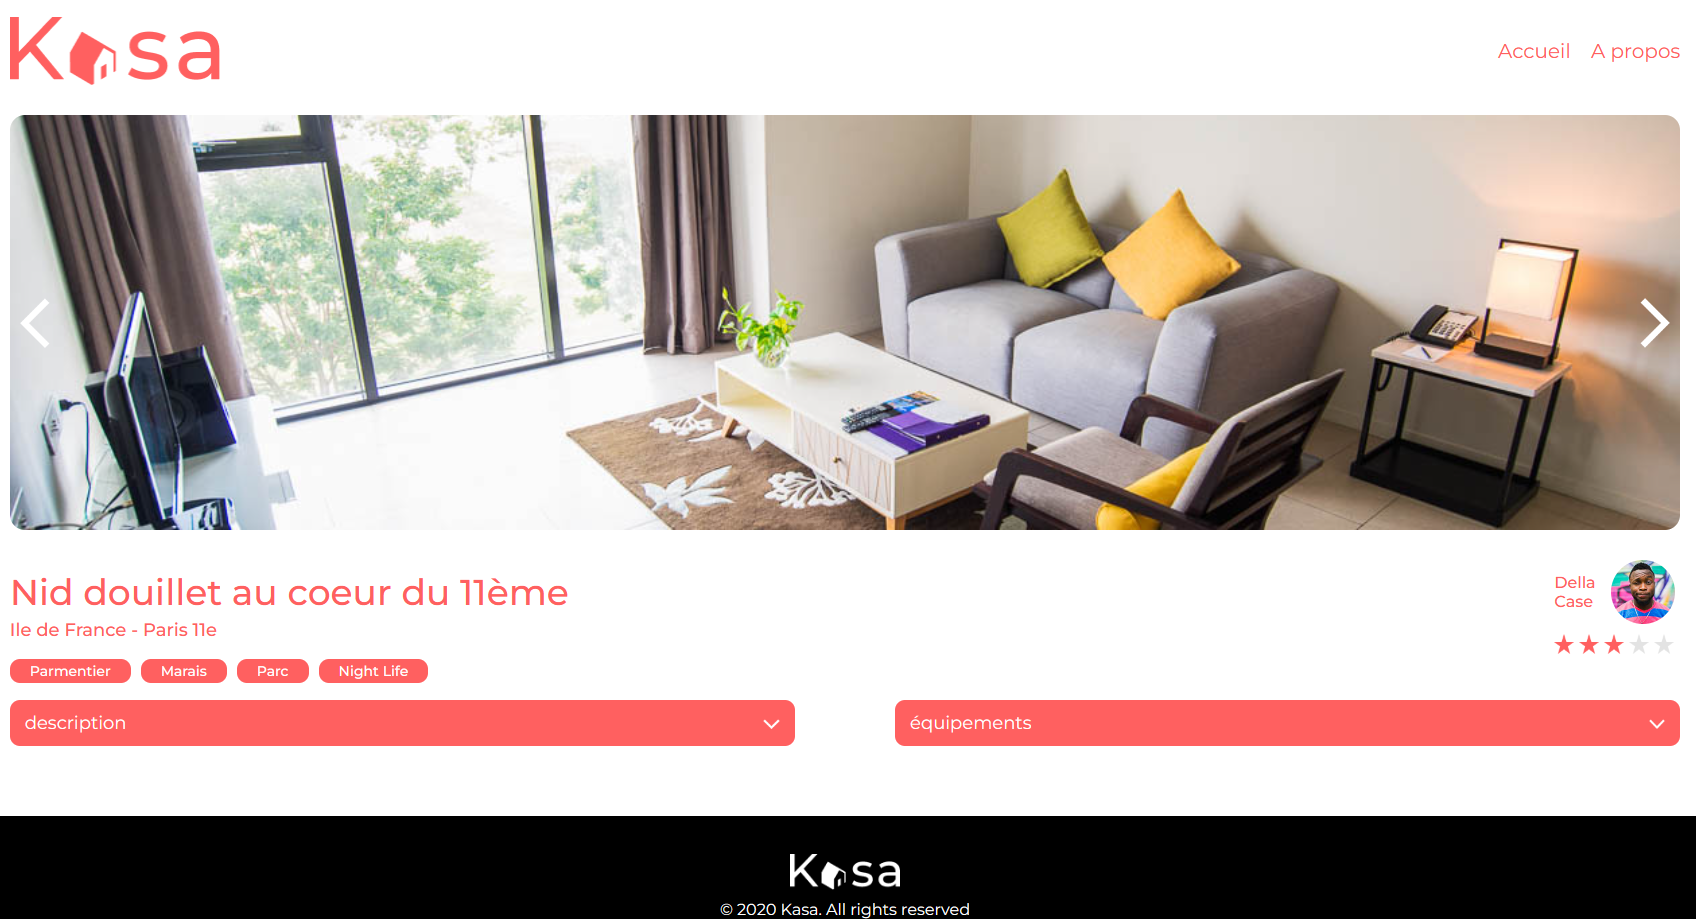 Kasa
Accueil A propos
Nid douillet au coeur du 11ème
Ile de France - Paris 11e
Della
Case
Parmentier Marais Parc Night Life
description
équipements
Kasa
© 2020 Kasa. All rights reserved